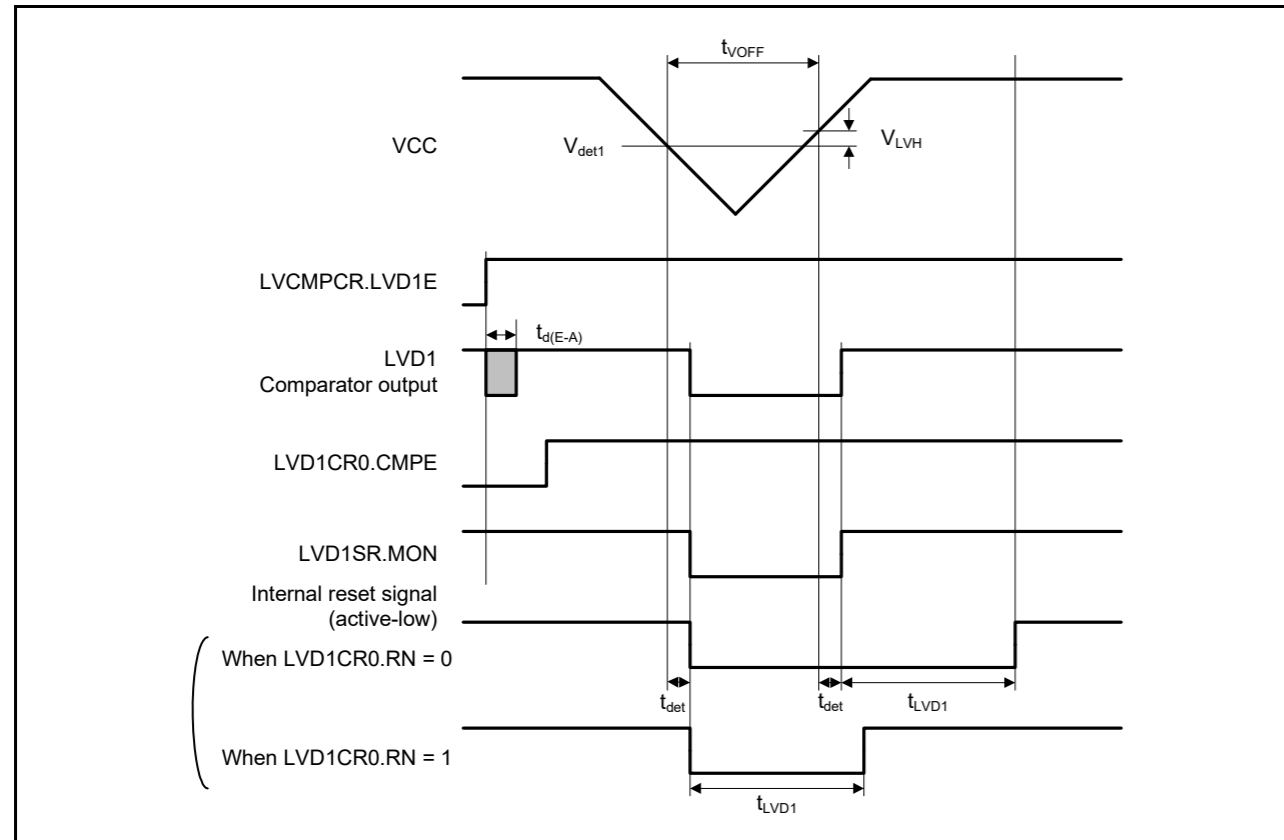 tVOFF
VCC
Vdet1
VLVH
LVCMPCR.LVD1E
td(E-A)
LVD1
Comparator output
LVD1CR0.CMPE
LVD1SR.MON
Internal reset signal
(active-low)
When LVD1CR0.RN = 0
tdet
tdet
tLVD1
When LVD1CR0.RN = 1
tLVD1